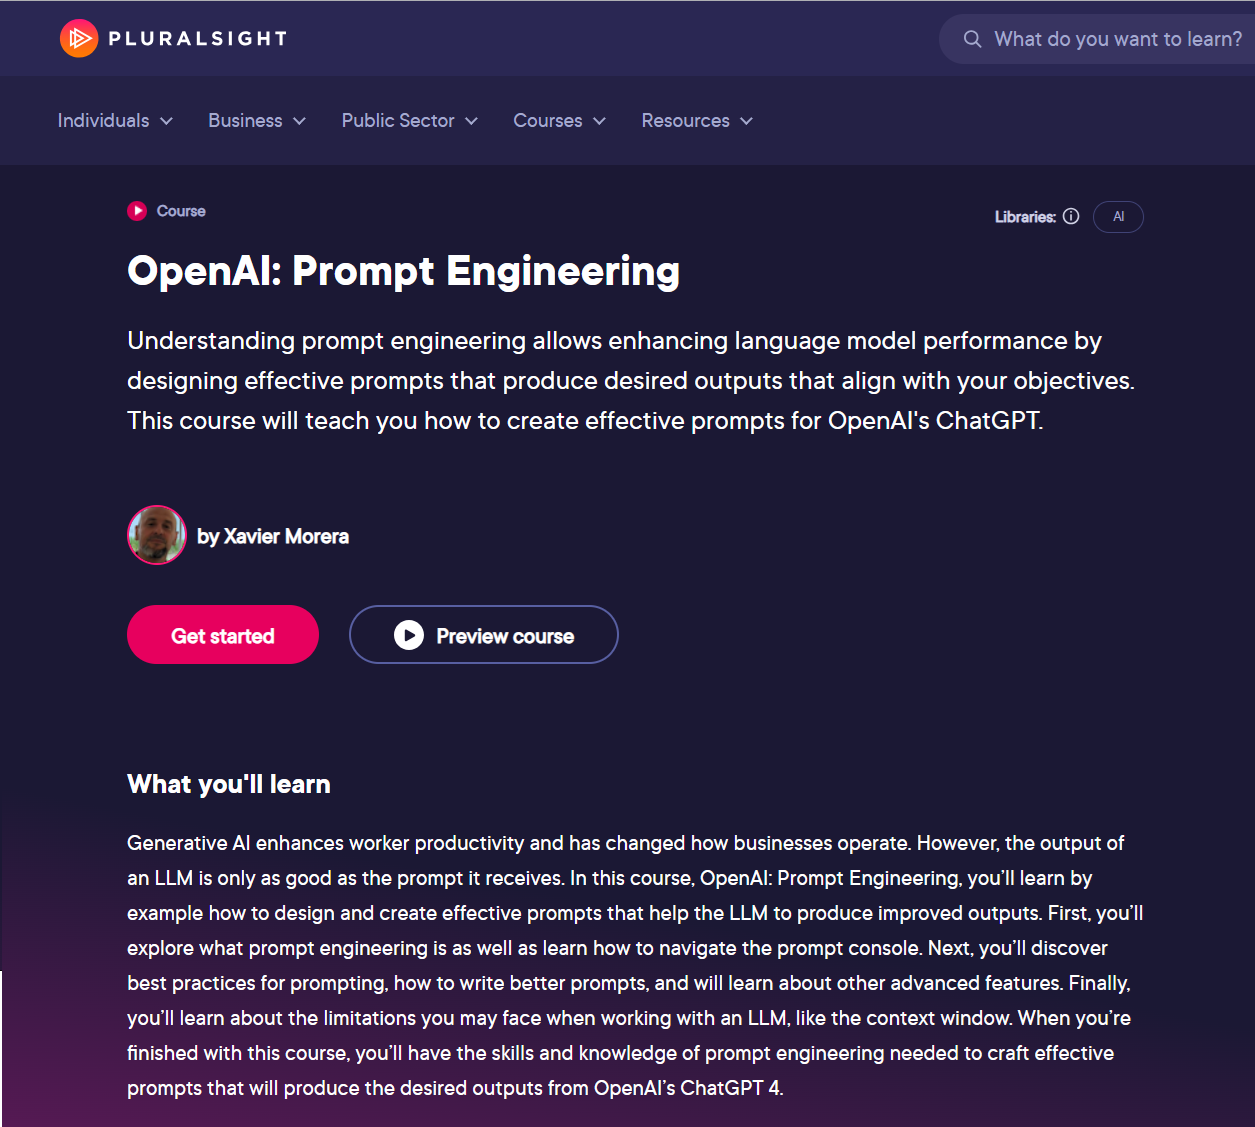 PLURALSIGHT
What do you want to learn?
Individuals
Business
Public Sector
Courses
Resources
Course
Libraries:
AI
OpenAI: Prompt Engineering
Understanding prompt engineering allows enhancing language model performance by
designing effective prompts that produce desired outputs that align with your objectives.
This course will teach you how to create effective prompts for OpenAI's ChatGPT.
by Xavier Morera
Get started
Preview course
What you'll learn
Generative AI enhances worker productivity and has changed how businesses operate. However, the output of
an LLM is only as good as the prompt it receives. In this course, OpenAI: Prompt Engineering, you’ll learn by
example how to design and create effective prompts that help the LLM to produce improved outputs. First, you’ll
explore what prompt engineering is as well as learn how to navigate the prompt console. Next, you’ll discover
best practices for prompting, how to write better prompts, and will learn about other advanced features. Finally,
you’ll learn about the limitations you may face when working with an LLM, like the context window. When you’re
finished with this course, you’ll have the skills and knowledge of prompt engineering needed to craft effective
prompts that will produce the desired outputs from OpenAI’s ChatGPT 4.